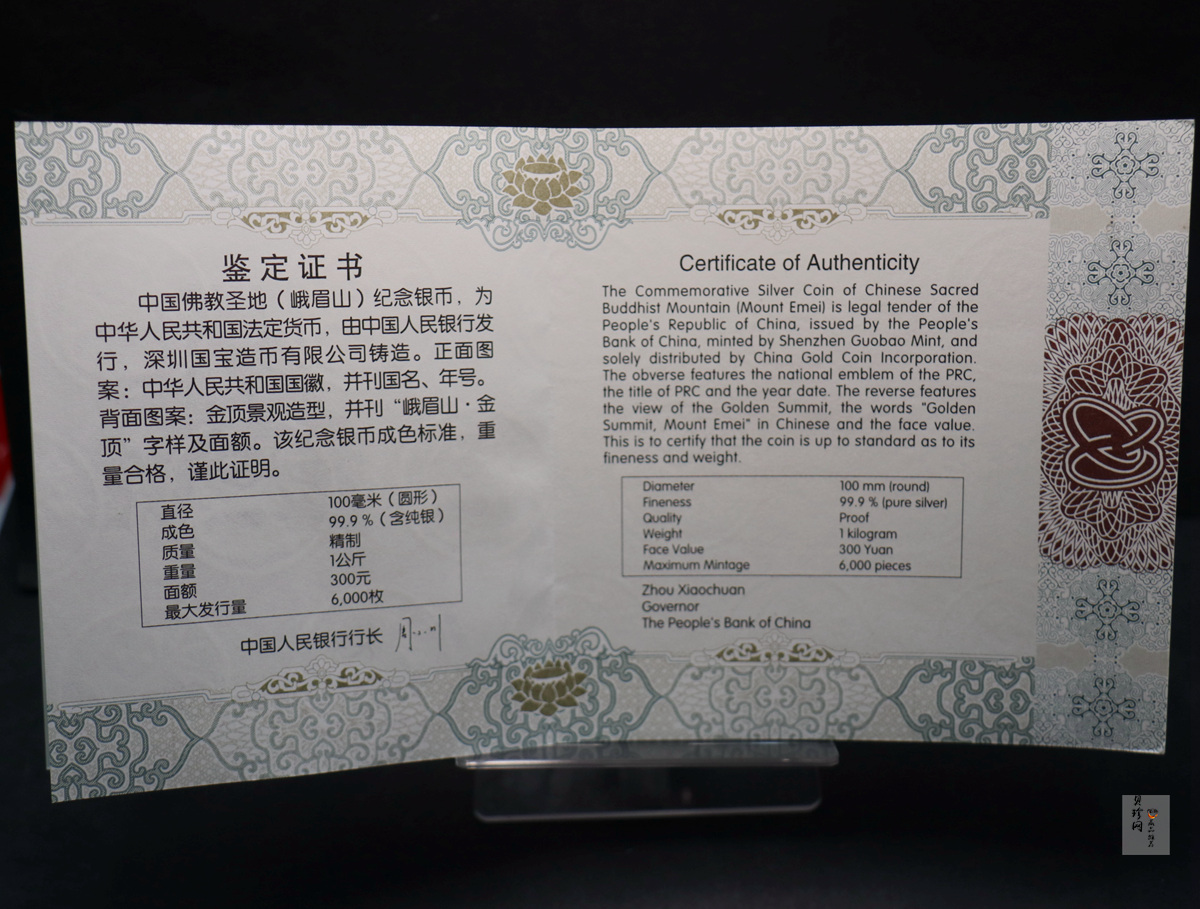 鉴定证书
中国佛教圣地（峨眉山）纪念银币，为
中华人民共和国法定货币，由中国人民银行发
行，深圳国宝造币有限公司铸造。正面图
案：中华人民共和国国徽，并刊国名、年号。
背面图案：金顶景观造型，并刊“峨眉山·金
顶”字样及面额。该纪念银币成色标准，重
量合格，谨此证明。
直径 100毫米（圆形）
成色 99.9%（含纯银）
质量 精制
重量 1公斤
面额 300元
最大发行量 6,000枚
中国人民银行行长
Certificate of Authenticity
The Commemorative Silver Coin of Chinese Sacred
Buddhist Mountain (Mount Emei) is legal tender of the
People's Republic of China, issued by the People's
Bank of China, minted by Shenzhen Guobao Mint, and
solely distributed by China Gold Coin Incorporation.
The obverse features the national emblem of the PRC,
the title of PRC and the year date. The reverse features
the view of the Golden Summit, the words "Golden
Summit, Mount Emei" in Chinese and the face value.
This is to certify that the coin is up to standard as to its
fineness and weight.
Diameter 100 mm (round)
Fineness 99.9 % (pure silver)
Quality Proof
Weight 1 kilogram
Face Value 300 Yuan
Maximum Mintage 6,000 pieces
Zhou Xiaochuan
Governor
The People's Bank of China